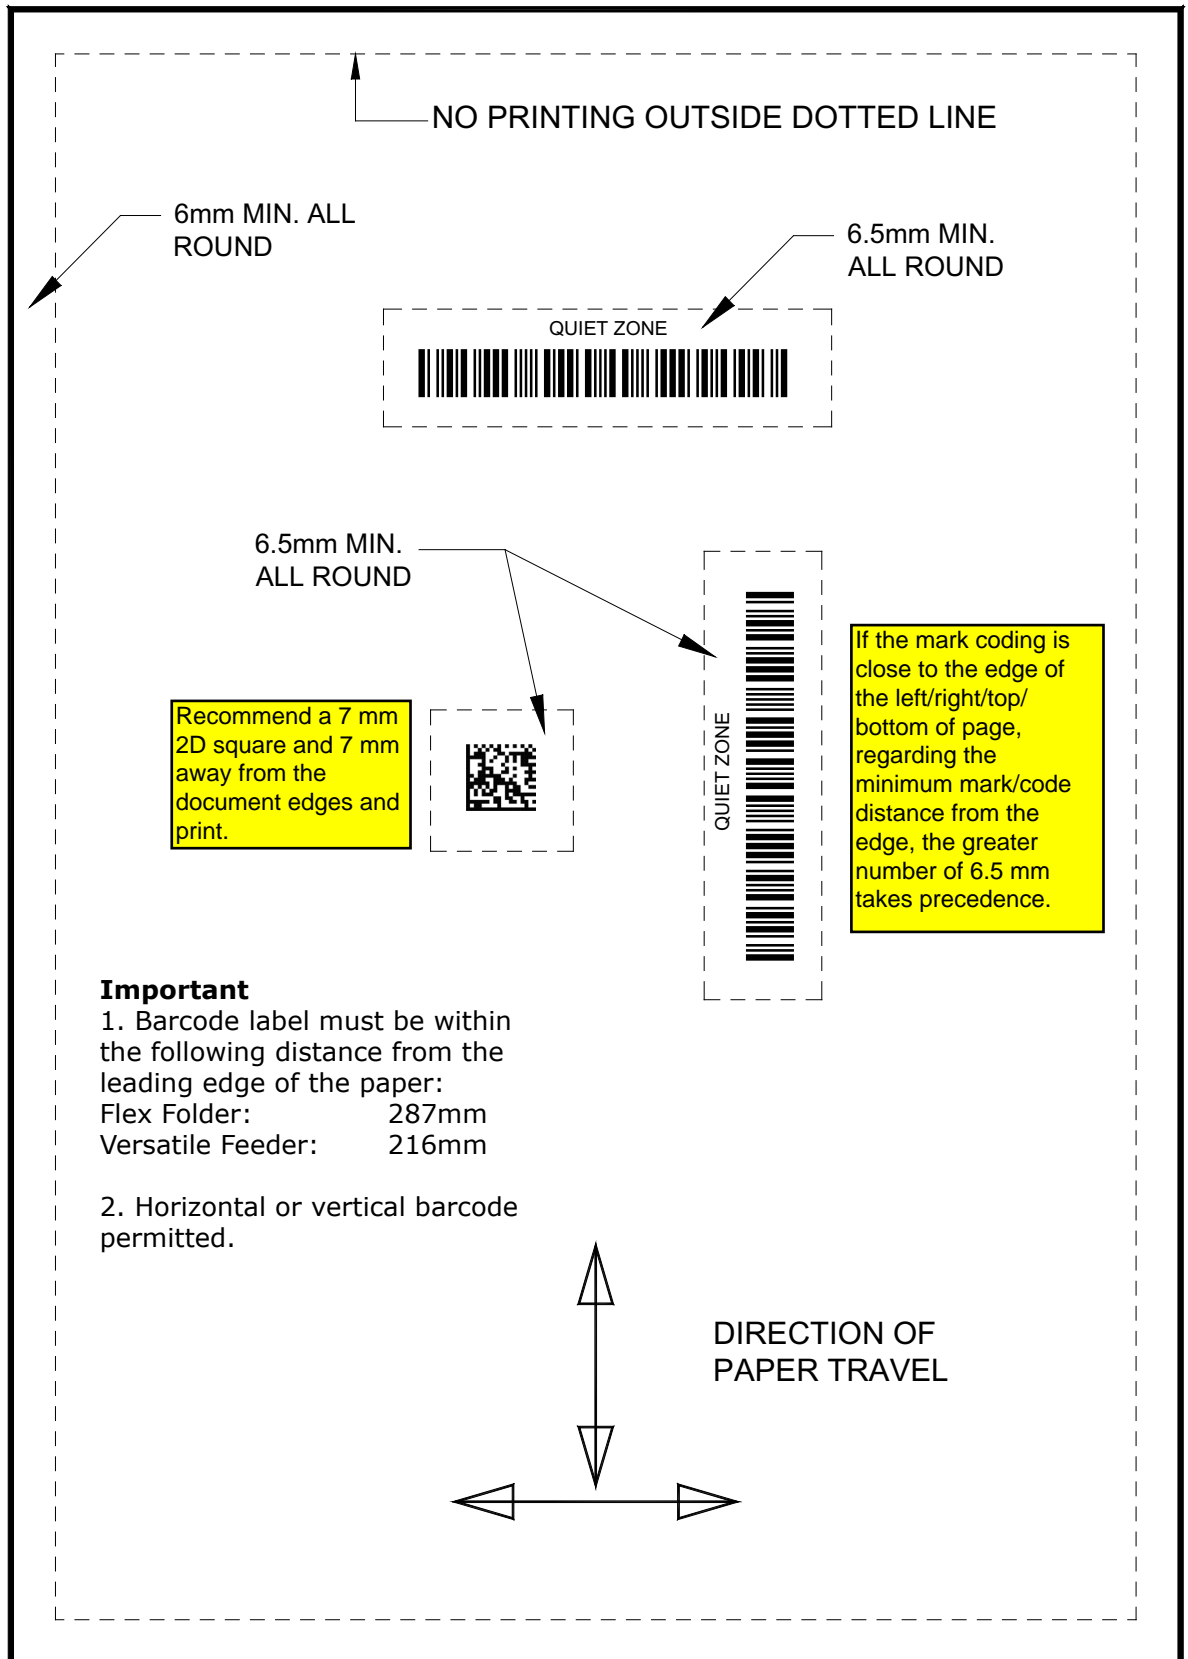 NO PRINTING OUTSIDE DOTTED LINE
6mm MIN. ALL
ROUND
6.5mm MIN.
ALL ROUND
QUIET ZONE
6.5mm MIN.
ALL ROUND
QUIET ZONE
If the mark coding is
close to the edge of
the left/right/top/
bottom of page,
regarding the
minimum mark/code
distance from the
edge, the greater
number of 6.5 mm
takes precedence.
Recommend a 7 mm
2D square and 7 mm
away from the
document edges and
print.
Important
1. Barcode label must be within
the following distance from the
leading edge of the paper:
Flex Folder: 287mm
Versatile Feeder: 216mm
2. Horizontal or vertical barcode
permitted.
DIRECTION OF
PAPER TRAVEL